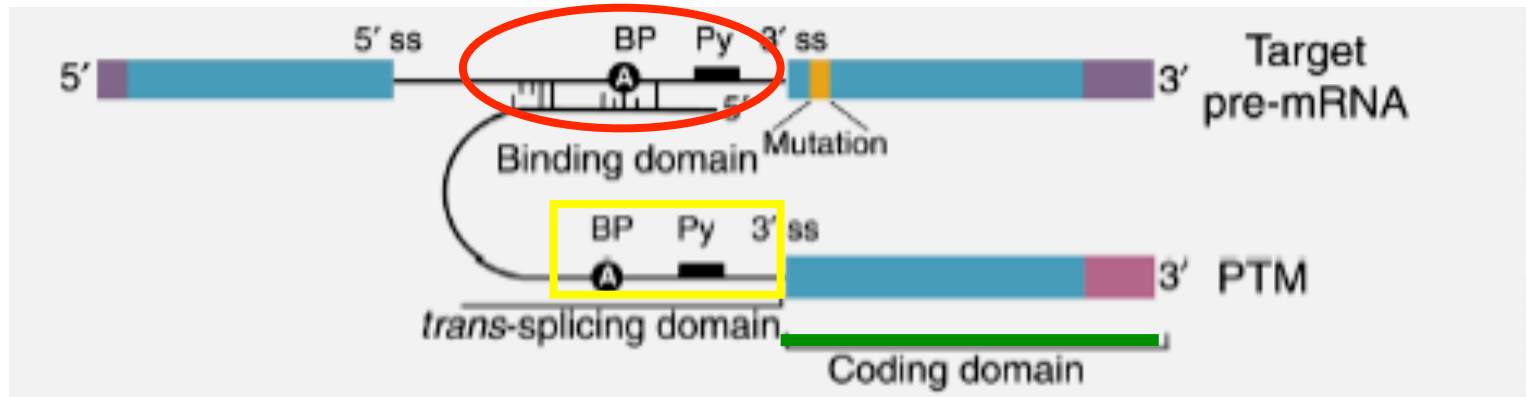 5′ ss BP Py 3′ ss
5′ A 3′ Target pre-mRNA
5′
Binding domain Mutation
BP Py 3′ ss
A 3′ PTM
trans-splicing domain
Coding domain